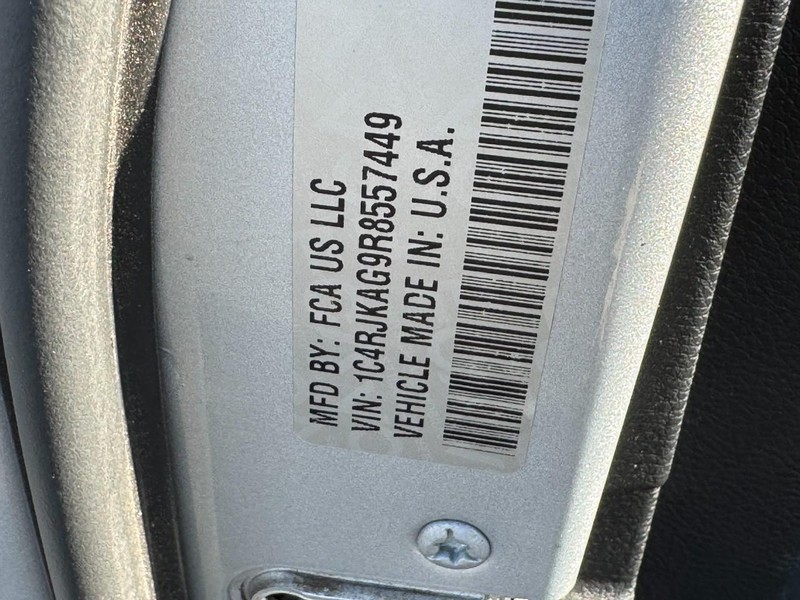 MFD BY: FCA US LLC
VIN: 1C4RJKAG9R8557449
VEHICLE MADE IN: U.S.A.